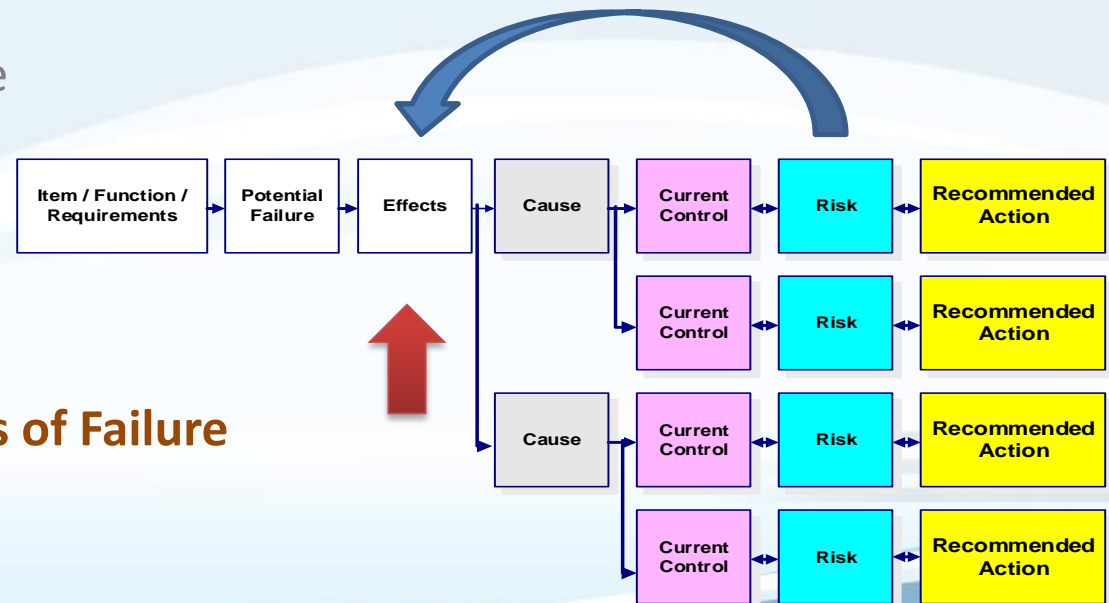 e
Item / Function /
Requirements
Potential
Failure
Effects
Cause
Current
Control
Risk
Recommended
Action
Current
Control
Risk
Recommended
Action
s of Failure
Cause
Current
Control
Risk
Recommended
Action
Current
Control
Risk
Recommended
Action